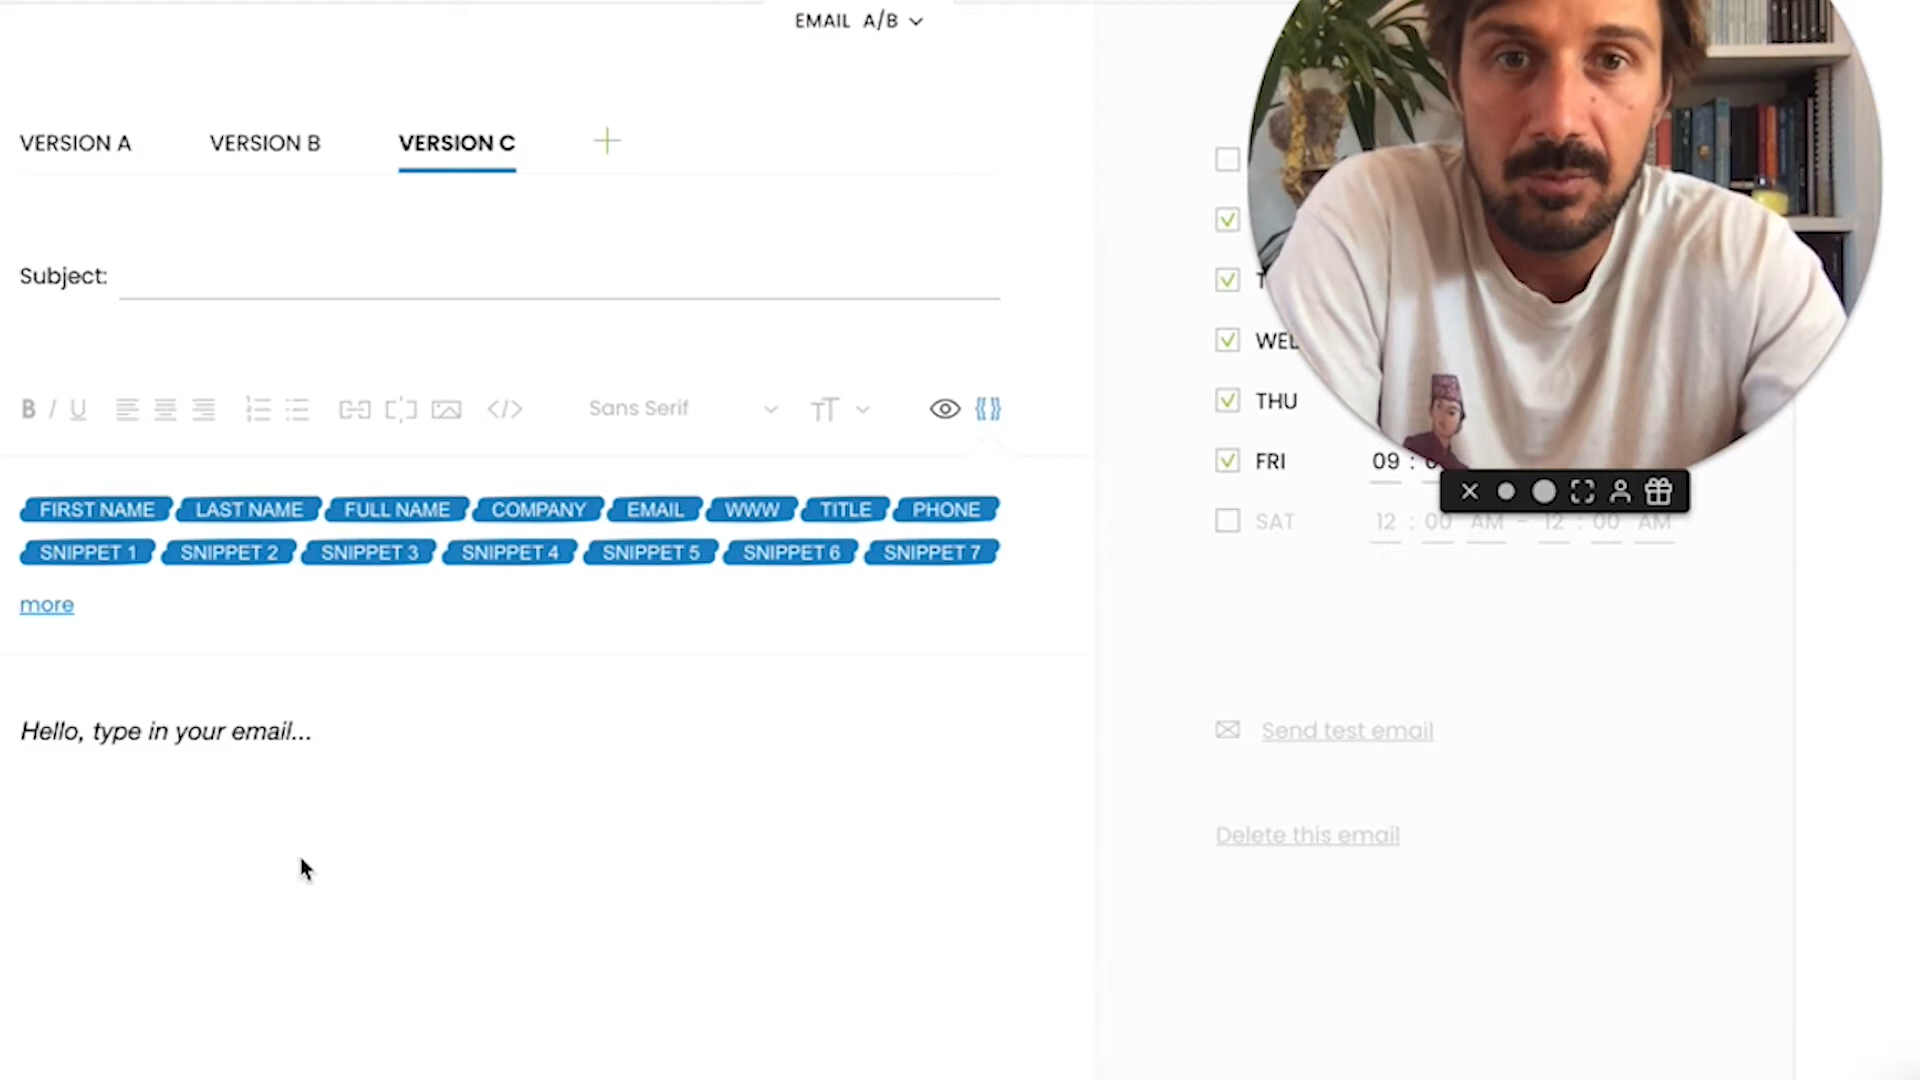 EMAIL A/B
VERSION A VERSION B VERSION C
Subject:
B I U Sans Serif TT
FIRST NAME LAST NAME FULL NAME COMPANY EMAIL WWW TITLE PHONE
SNIPPET 1 SNIPPET 2 SNIPPET 3 SNIPPET 4 SNIPPET 5 SNIPPET 6 SNIPPET 7
more
Hello, type in your email...
WED
THU
FRI 09 :
SAT 12 : 00 AM - 12 : 00 AM
Send test email
Delete this email